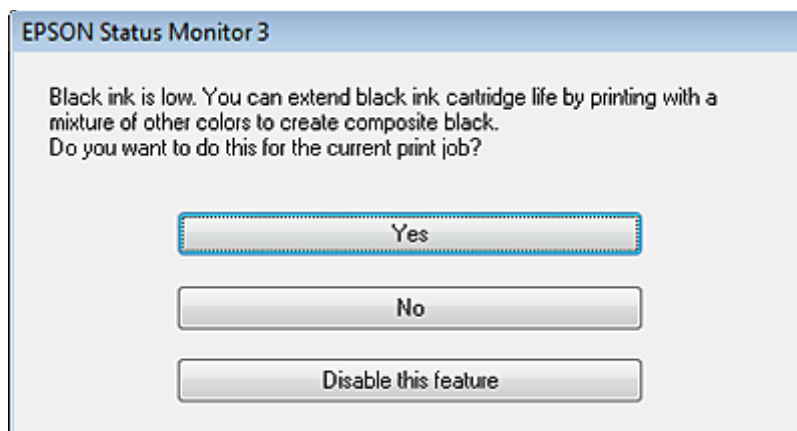 EPSON Status Monitor 3
Black ink is low. You can extend black ink cartridge life by printing with a
mixture of other colors to create composite black.
Do you want to do this for the current print job?
Yes
No
Disable this feature